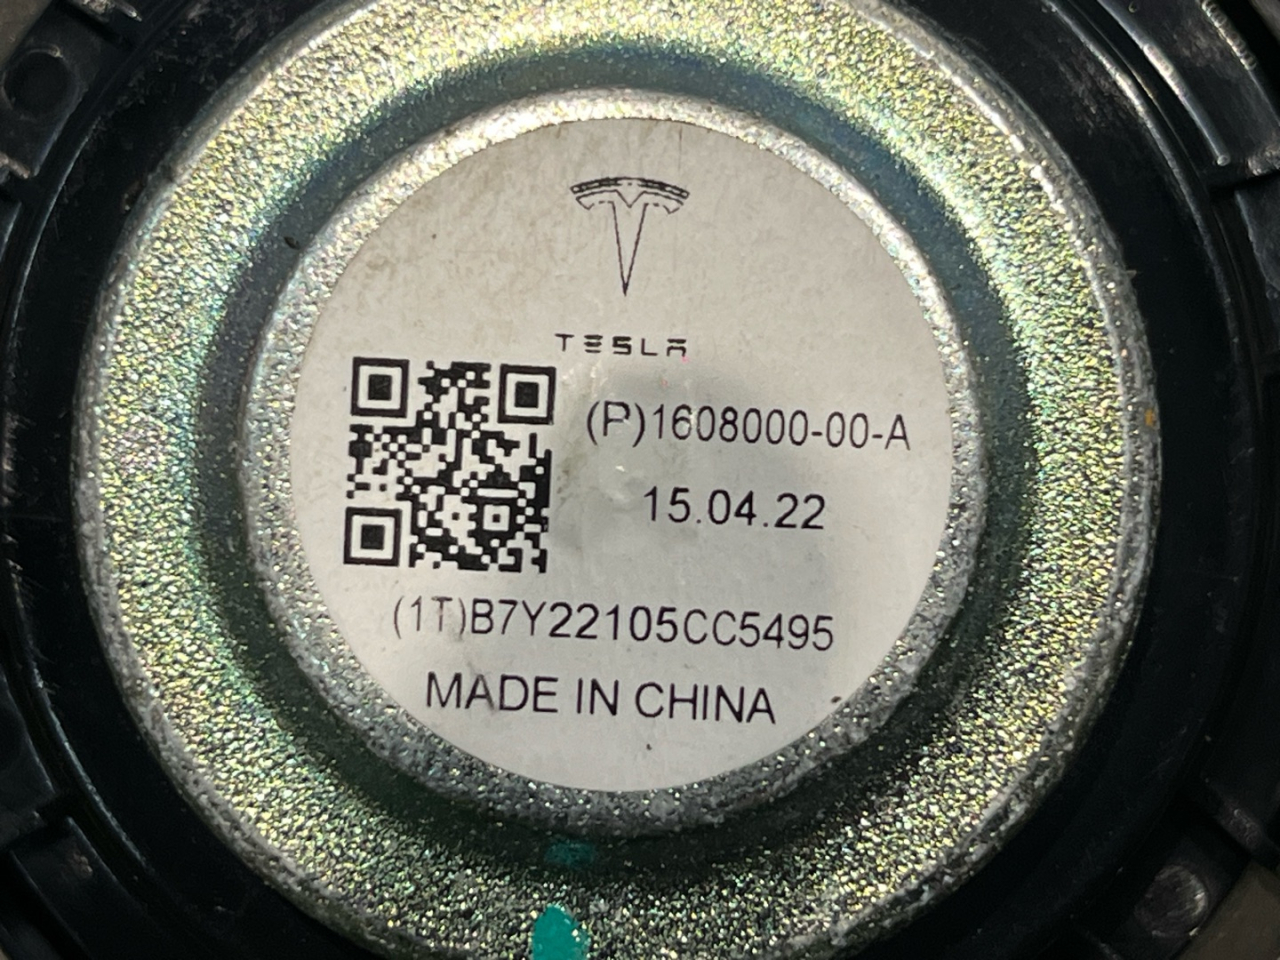 TESLA
(P)1608000-00-A
15.04.22
(1T)B7Y22105CC5495
MADE IN CHINA